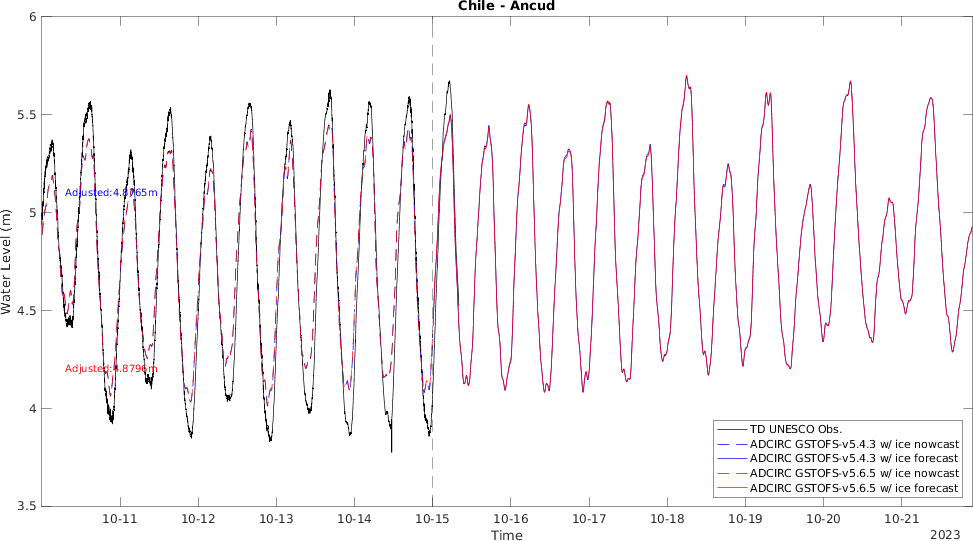 Chile - Ancud
6
5.5
5
4.5
4
3.5
Water Level (m)
Adjusted:4.8765m
Adjusted:4.8796m
TD UNESCO Obs.
ADCIRC GSTOFS-v5.4.3 w/ ice nowcast
ADCIRC GSTOFS-v5.4.3 w/ ice forecast
ADCIRC GSTOFS-v5.6.5 w/ ice nowcast
ADCIRC GSTOFS-v5.6.5 w/ ice forecast
10-11 10-12 10-13 10-14 10-15 10-16 10-17 10-18 10-19 10-20 10-21
Time
2023